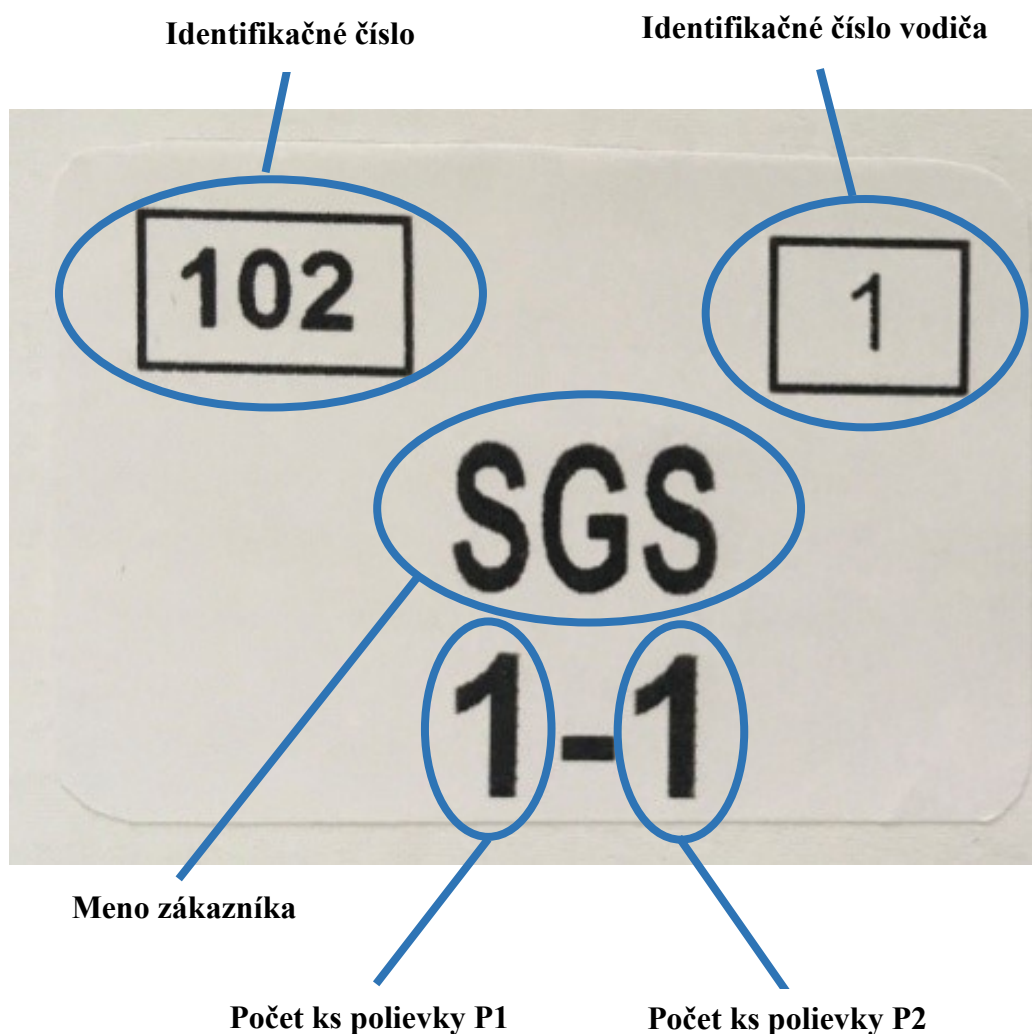 Identifikačné číslo
Identifikačné číslo vodiča
102
1
SGS
1-1
Meno zákazníka
Počet ks polievky P1
Počet ks polievky P2